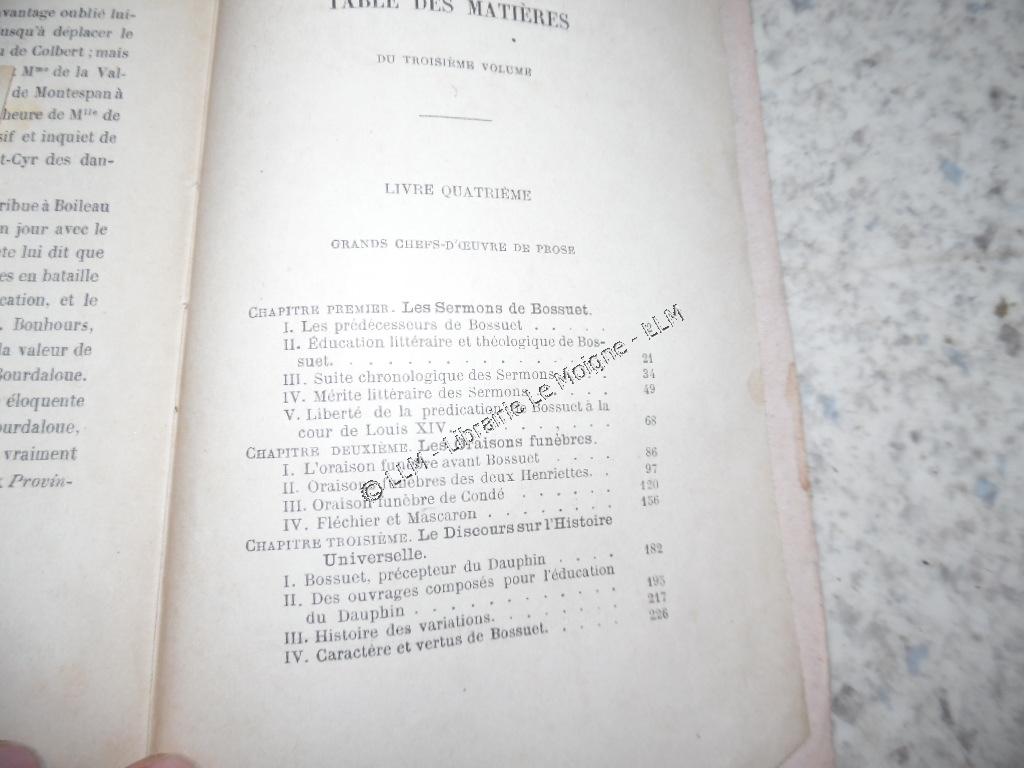 avantage oublié lui-
jusqu'à déplacer le
u de Colbert ; mais
t Mme de la Val-
de Montespan à
heure de Mlle de
sif et inquiet de
t-Cyr des dan-
ribue à Boileau
n jour avec le
ète lui dit que
es en bataille
cation, et le
. Bouhours,
la valeur de
Bourdaloue.
éloquente
urdaloue,
vraiment
x Provin-
TABLE DES MATIÈRES
DU TROISIÈME VOLUME
LIVRE QUATRIÈME
GRANDS CHEFS-D'ŒUVRE DE PROSE
CHAPITRE PREMIER. Les Sermons de Bossuet.
I. Les prédécesseurs de Bossuet . . . . .
II. Éducation littéraire et théologique de Bos-
suet. . . . . . . . . . . . . . . . 21
III. Suite chronologique des Sermons . . . 34
IV. Mérite littéraire des Sermons . . . . 49
V. Liberté de la predication de Bossuet à la
cour de Louis XIV . . . . . . . . . 68
CHAPITRE DEUXIÈME. Les Oraisons funèbres.
I. L'oraison funèbre avant Bossuet . . . . 86
II. Oraisons funèbres des deux Henriettes. . 97
III. Oraison funèbre de Condé . . . . . . 120
IV. Fléchier et Mascaron . . . . . . . . 156
CHAPITRE TROISIÈME. Le Discours sur l'Histoire
Universelle.
I. Bossuet, précepteur du Dauphin . . . . 182
II. Des ouvrages composés pour l'éducation
du Dauphin . . . . . . . . . . . . 195
III. Histoire des variations. . . . . . . . 217
IV. Caractère et vertus de Bossuet. . . . . 226
© LLM - Librairie Le Moigne - LLM